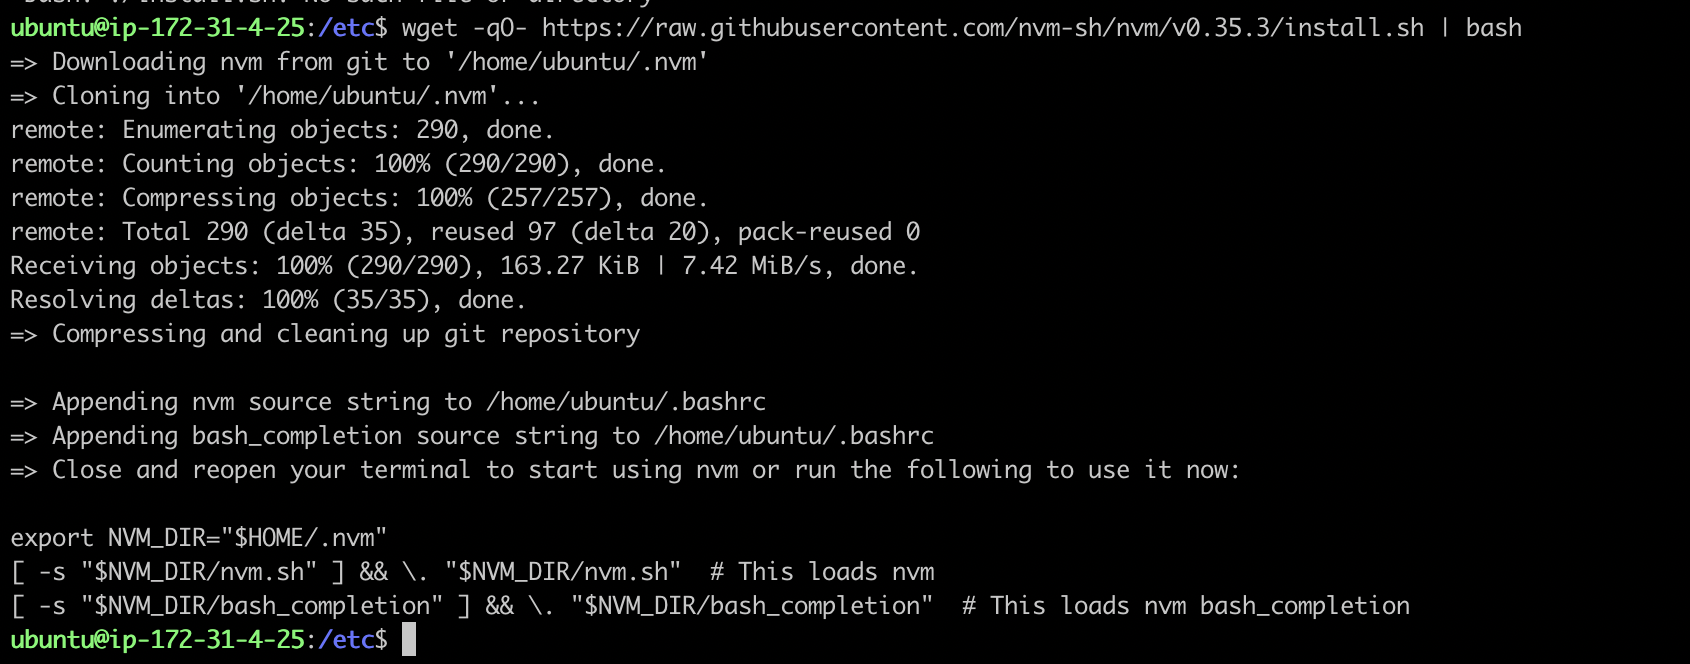 ubuntu@ip-172-31-4-25:/etc$ wget -qO- https://raw.githubusercontent.com/nvm-sh/nvm/v0.35.3/install.sh | bash
=> Downloading nvm from git to '/home/ubuntu/.nvm'
=> Cloning into '/home/ubuntu/.nvm'...
remote: Enumerating objects: 290, done.
remote: Counting objects: 100% (290/290), done.
remote: Compressing objects: 100% (257/257), done.
remote: Total 290 (delta 35), reused 97 (delta 20), pack-reused 0
Receiving objects: 100% (290/290), 163.27 KiB | 7.42 MiB/s, done.
Resolving deltas: 100% (35/35), done.
=> Compressing and cleaning up git repository
=> Appending nvm source string to /home/ubuntu/.bashrc
=> Appending bash_completion source string to /home/ubuntu/.bashrc
=> Close and reopen your terminal to start using nvm or run the following to use it now:
export NVM_DIR="$HOME/.nvm"
[ -s "$NVM_DIR/nvm.sh" ] && \. "$NVM_DIR/nvm.sh"  # This loads nvm
[ -s "$NVM_DIR/bash_completion" ] && \. "$NVM_DIR/bash_completion"  # This loads nvm bash_completion
ubuntu@ip-172-31-4-25:/etc$